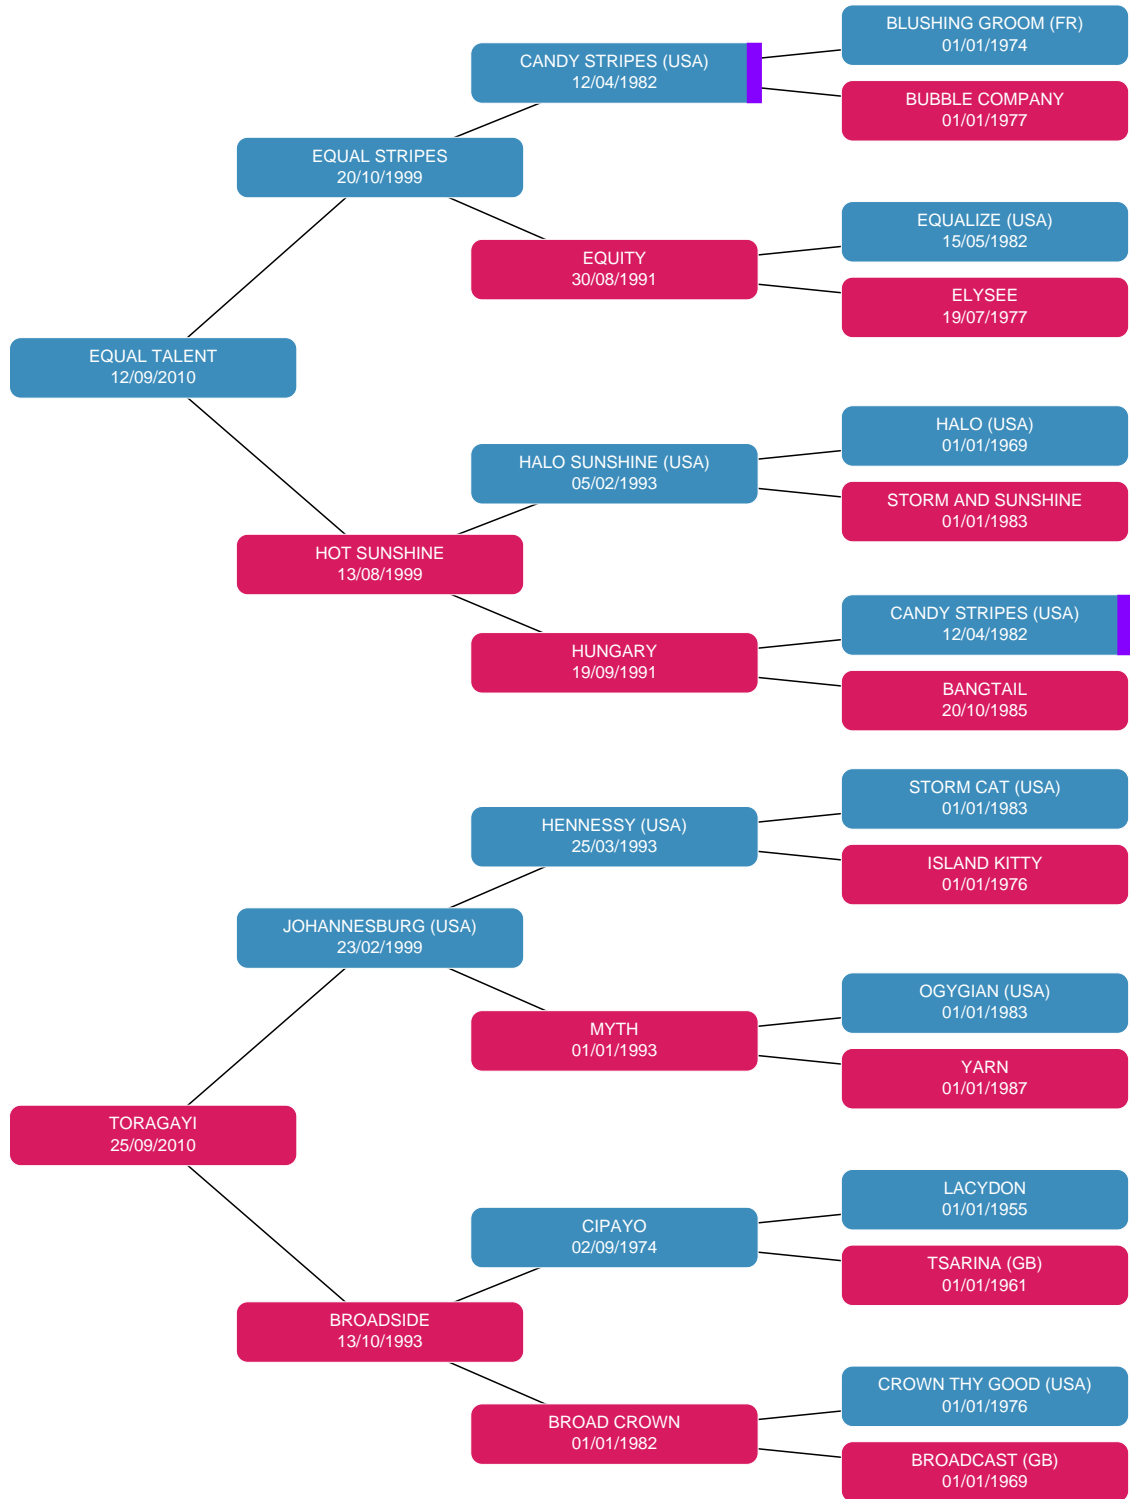 BLUSHING GROOM (FR)
01/01/1974
CANDY STRIPES (USA)
12/04/1982
BUBBLE COMPANY
01/01/1977
EQUAL STRIPES
20/10/1999
EQUALIZE (USA)
15/05/1982
EQUITY
30/08/1991
ELYSEE
19/07/1977
EQUAL TALENT
12/09/2010
HALO (USA)
01/01/1969
HALO SUNSHINE (USA)
05/02/1993
STORM AND SUNSHINE
01/01/1983
HOT SUNSHINE
13/08/1999
CANDY STRIPES (USA)
12/04/1982
HUNGARY
19/09/1991
BANGTAIL
20/10/1985
STORM CAT (USA)
01/01/1983
HENNESSY (USA)
25/03/1993
ISLAND KITTY
01/01/1976
JOHANNESBURG (USA)
23/02/1999
OGYGIAN (USA)
01/01/1983
MYTH
01/01/1993
YARN
01/01/1987
TORAGAYI
25/09/2010
LACYDON
01/01/1955
CIPAYO
02/09/1974
TSARINA (GB)
01/01/1961
BROADSIDE
13/10/1993
CROWN THY GOOD (USA)
01/01/1976
BROAD CROWN
01/01/1982
BROADCAST (GB)
01/01/1969